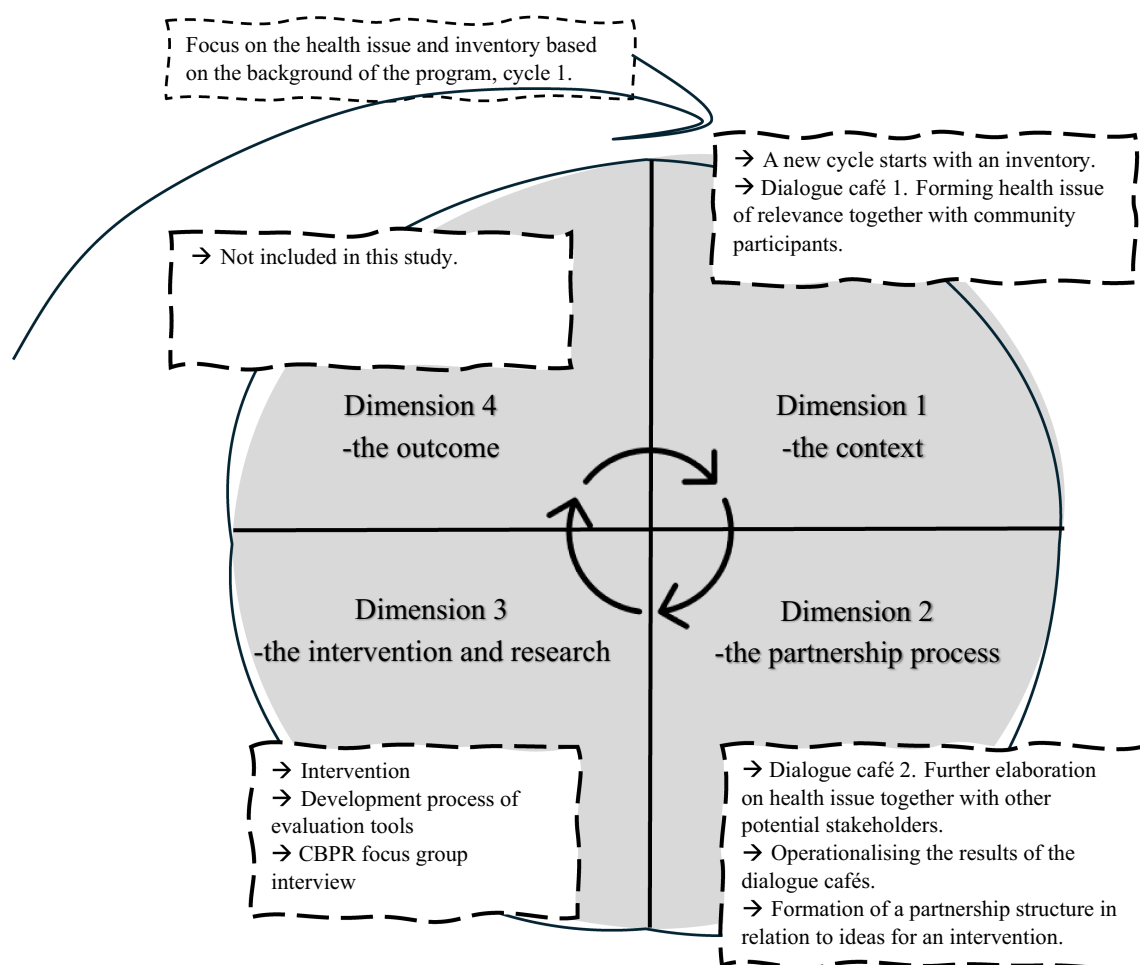 Focus on the health issue and inventory based
on the background of the program, cycle 1.
→ A new cycle starts with an inventory.
→ Dialogue café 1. Forming health issue
of relevance together with community
participants.
→ Not included in this study.
Dimension 4
-the outcome
Dimension 1
-the context
Dimension 3
-the intervention and research
Dimension 2
-the partnership process
→ Intervention
→ Development process of
evaluation tools
→ CBPR focus group
interview
→ Dialogue café 2. Further elaboration
on health issue together with other
potential stakeholders.
→ Operationalising the results of the
dialogue cafés.
→ Formation of a partnership structure in
relation to ideas for an intervention.